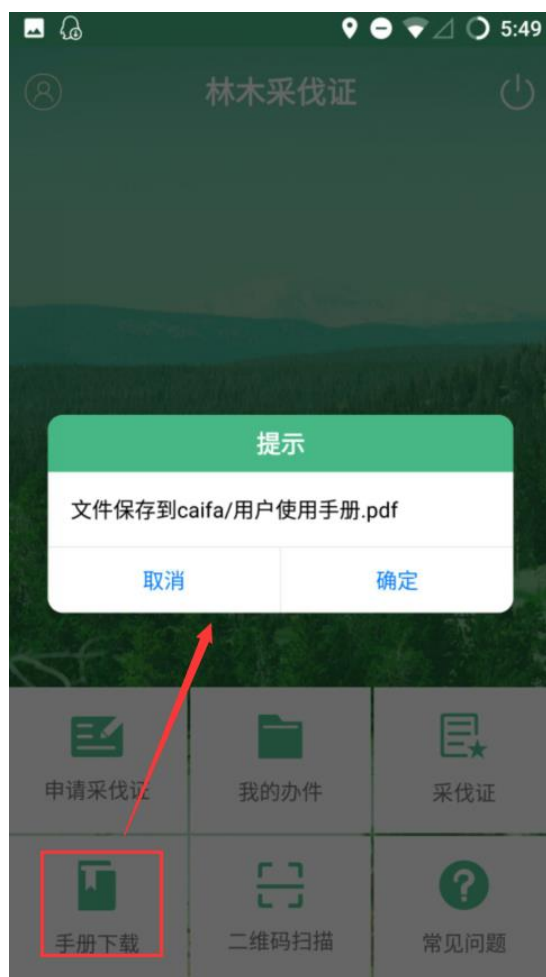 5:49
林木采伐证
提示
文件保存到caifa/用户使用手册.pdf
取消 确定
申请采伐证 我的办件 采伐证
手册下载 二维码扫描 常见问题